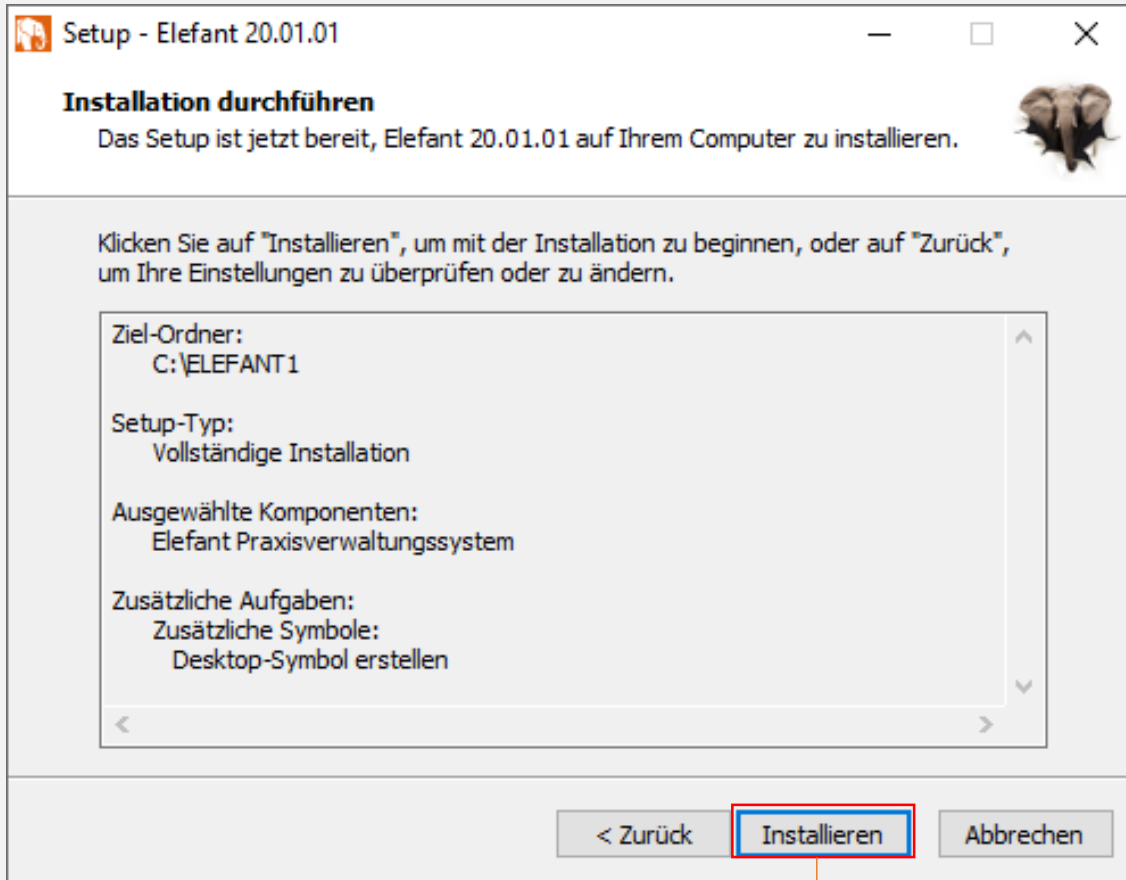 Setup - Elefant 20.01.01
Installation durchführen
Das Setup ist jetzt bereit, Elefant 20.01.01 auf Ihrem Computer zu installieren.
Klicken Sie auf "Installieren", um mit der Installation zu beginnen, oder auf "Zurück",
um Ihre Einstellungen zu überprüfen oder zu ändern.
Ziel-Ordner:
C:\ELEFANT1
Setup-Typ:
Vollständige Installation
Ausgewählte Komponenten:
Elefant Praxisverwaltungssystem
Zusätzliche Aufgaben:
Zusätzliche Symbole:
Desktop-Symbol erstellen
< Zurück Installieren Abbrechen